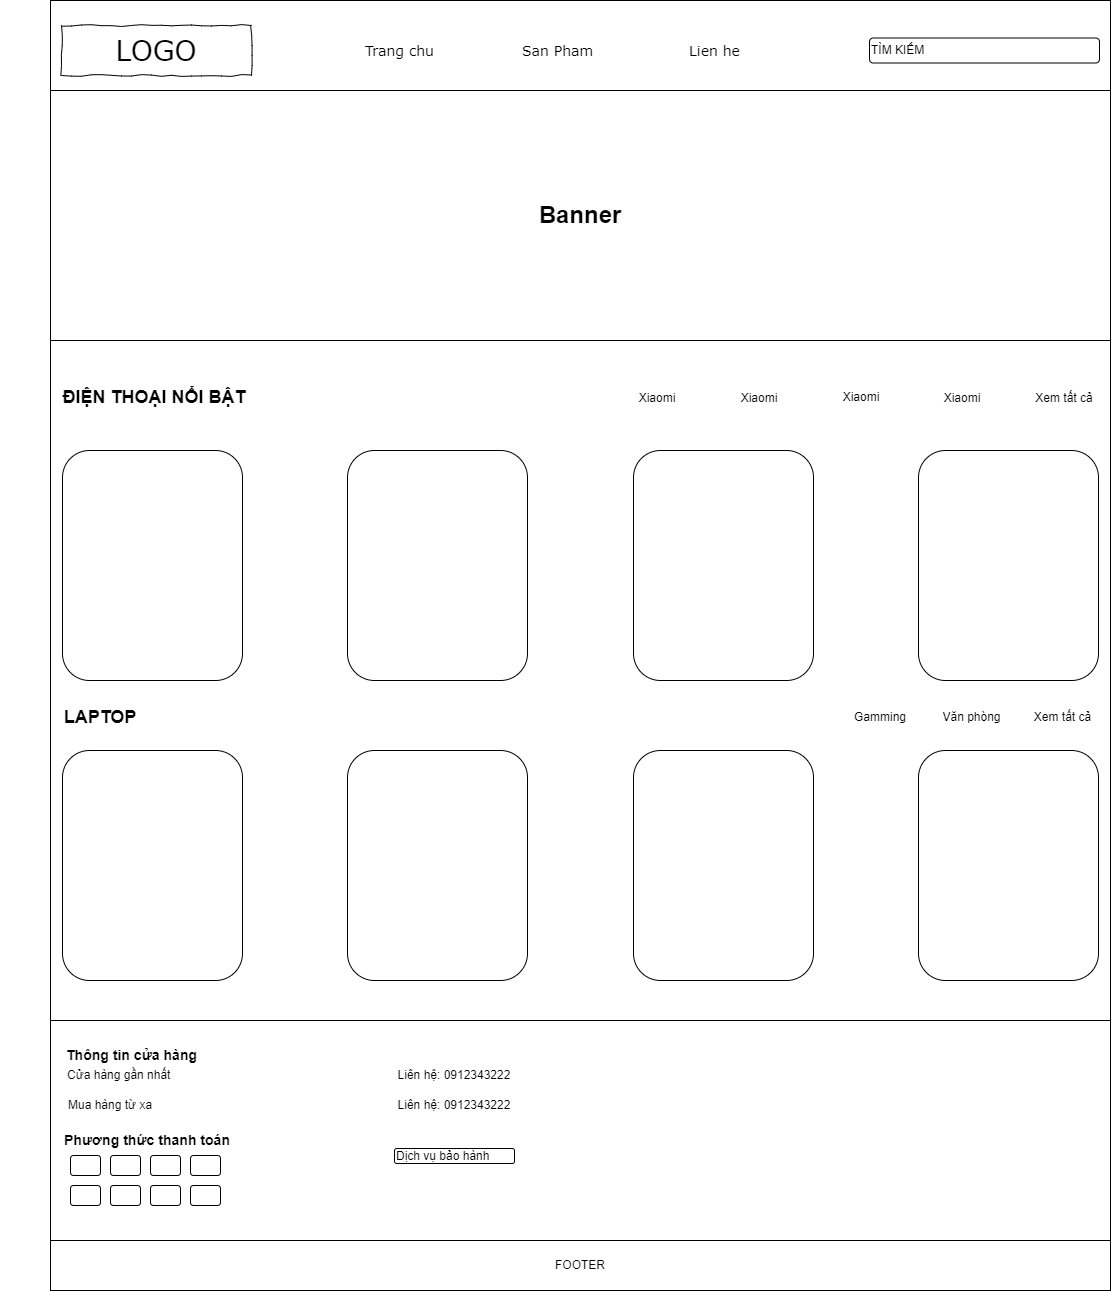 LOGO
Trang chu
San Pham
Lien he
TÌM KIẾM
Banner
ĐIỆN THOẠI NỔI BẬT
Xiaomi
Xiaomi
Xiaomi
Xiaomi
Xem tất cả
LAPTOP
Gamming
Văn phòng
Xem tất cả
Thông tin cửa hàng
Cửa hàng gần nhất
Liên hệ: 0912343222
Mua hàng từ xa
Liên hệ: 0912343222
Phương thức thanh toán
Dịch vụ bảo hành
FOOTER